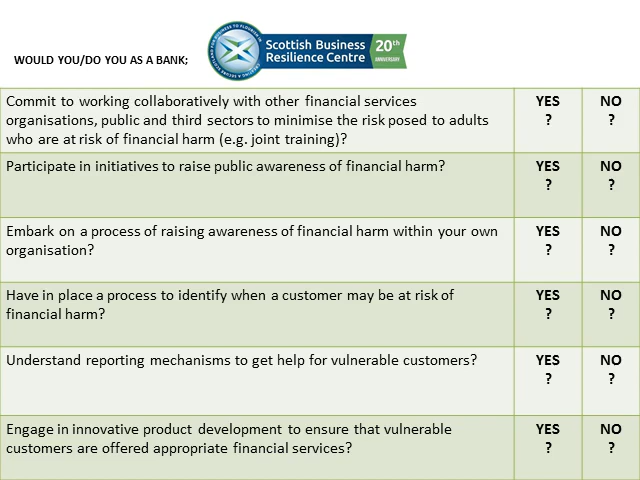 WOULD YOU/DO YOU AS A BANK;
Scottish Business
Resilience Centre
20th
ANNIVERSARY
Commit to working collaboratively with other financial services
organisations, public and third sectors to minimise the risk posed to adults
who are at risk of financial harm (e.g. joint training)?
YES
?
NO
?
Participate in initiatives to raise public awareness of financial harm?
YES
?
NO
?
Embark on a process of raising awareness of financial harm within your own
organisation?
YES
?
NO
?
Have in place a process to identify when a customer may be at risk of
financial harm?
YES
?
NO
?
Understand reporting mechanisms to get help for vulnerable customers?
YES
?
NO
?
Engage in innovative product development to ensure that vulnerable
customers are offered appropriate financial services?
YES
?
NO
?